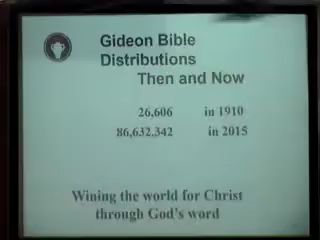 Gideon Bible
Distributions
Then and Now
26,606 in 1910
86,632.342 in 2015
Wining the world for Christ
through God's word